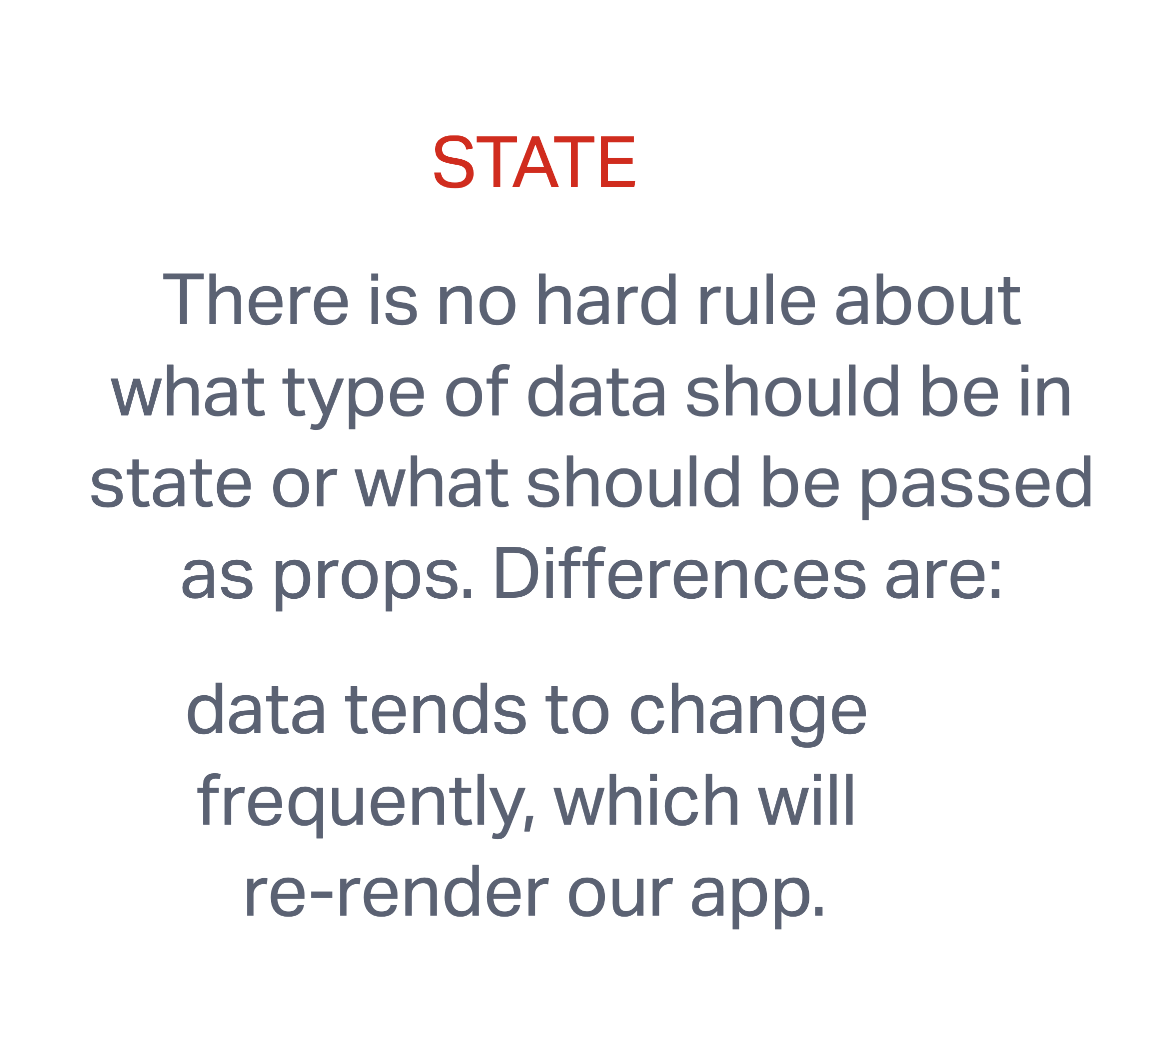 STATE
There is no hard rule about
what type of data should be in
state or what should be passed
as props. Differences are:
data tends to change
frequently, which will
re-render our app.